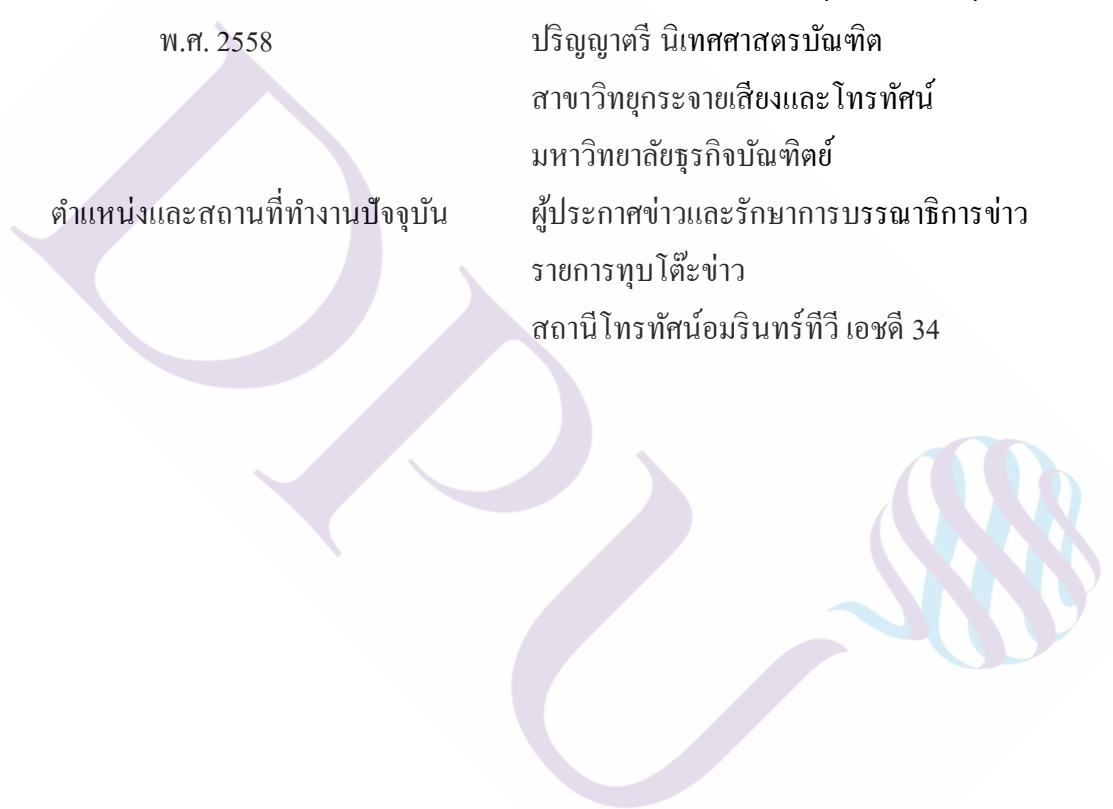 พ.ศ. 2558 ปริญญาตรี นิเทศศาสตรบัณฑิต
สาขาวิทยุกระจายเสียงและโทรทัศน์
มหาวิทยาลัยธุรกิจบัณฑิตย์
ตำแหน่งและสถานที่ทำงานปัจจุบัน ผู้ประกาศข่าวและรักษาการบรรณาธิการข่าว
รายการทุบโต๊ะข่าว
สถานีโทรทัศน์อมรินทร์ทีวี เอชดี 34
DPU